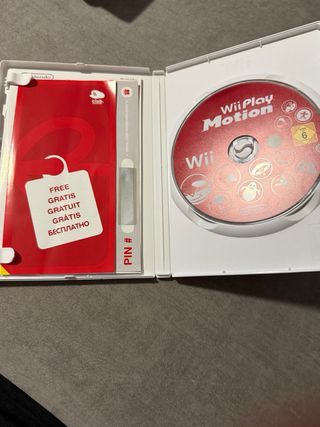 Nintendo
FREE
GRATIS
GRATUIT
GRÁTIS
БЕСПЛАТНО
PIN #
Wii Play
Motion
Wii
6